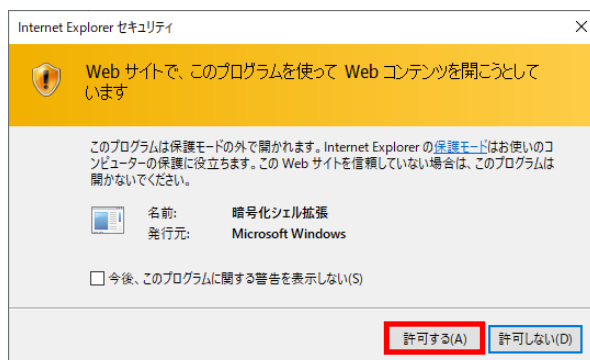 Internet Explorer セキュリティ
Web サイトで、このプログラムを使って Web コンテンツを開こうとして
います
このプログラムは保護モードの外で開かれます。Internet Explorer の保護モードはお使いのコ
ンピューターの保護に役立ちます。この Web サイトを信頼していない場合は、このプログラムは
開かないでください。
名前: 暗号化シェル拡張
発行元: Microsoft Windows
今後、このプログラムに関する警告を表示しない(S)
許可する(A) 許可しない(D)